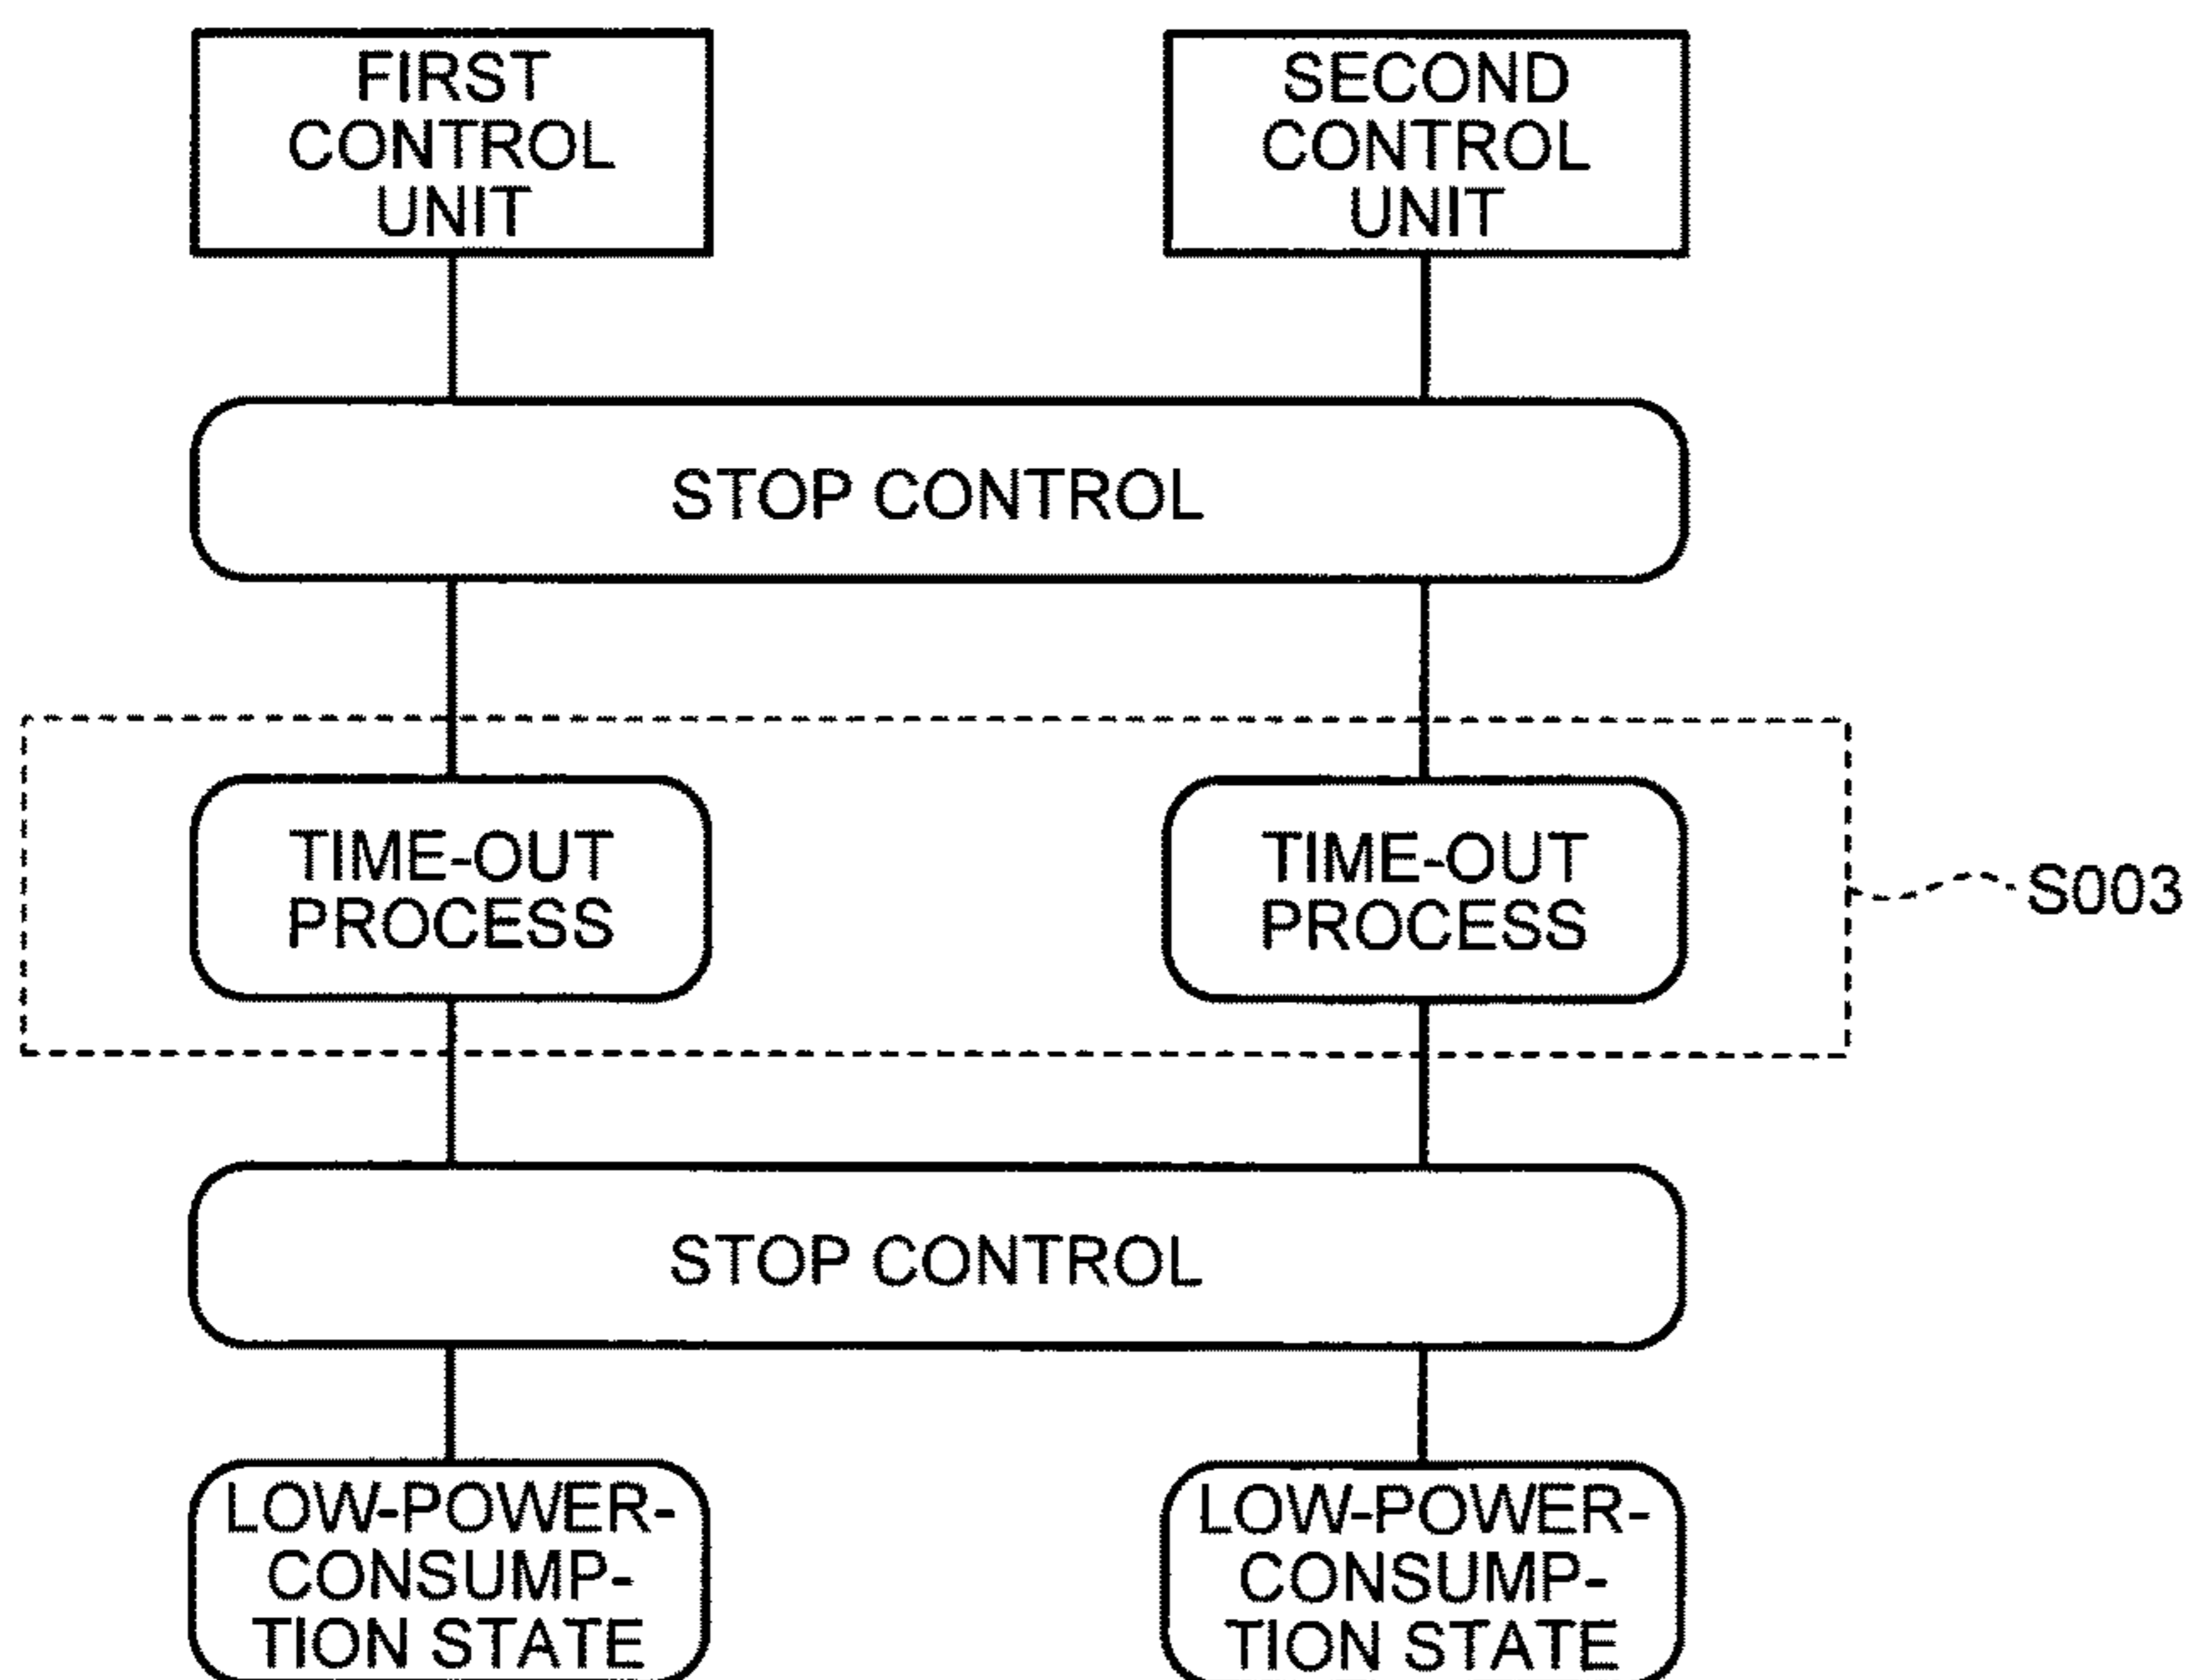 FIRST
CONTROL
UNIT
SECOND
CONTROL
UNIT
STOP CONTROL
TIME-OUT
PROCESS
TIME-OUT
PROCESS
S003
STOP CONTROL
LOW-POWER-
CONSUMP-
TION STATE
LOW-POWER-
CONSUMP-
TION STATE